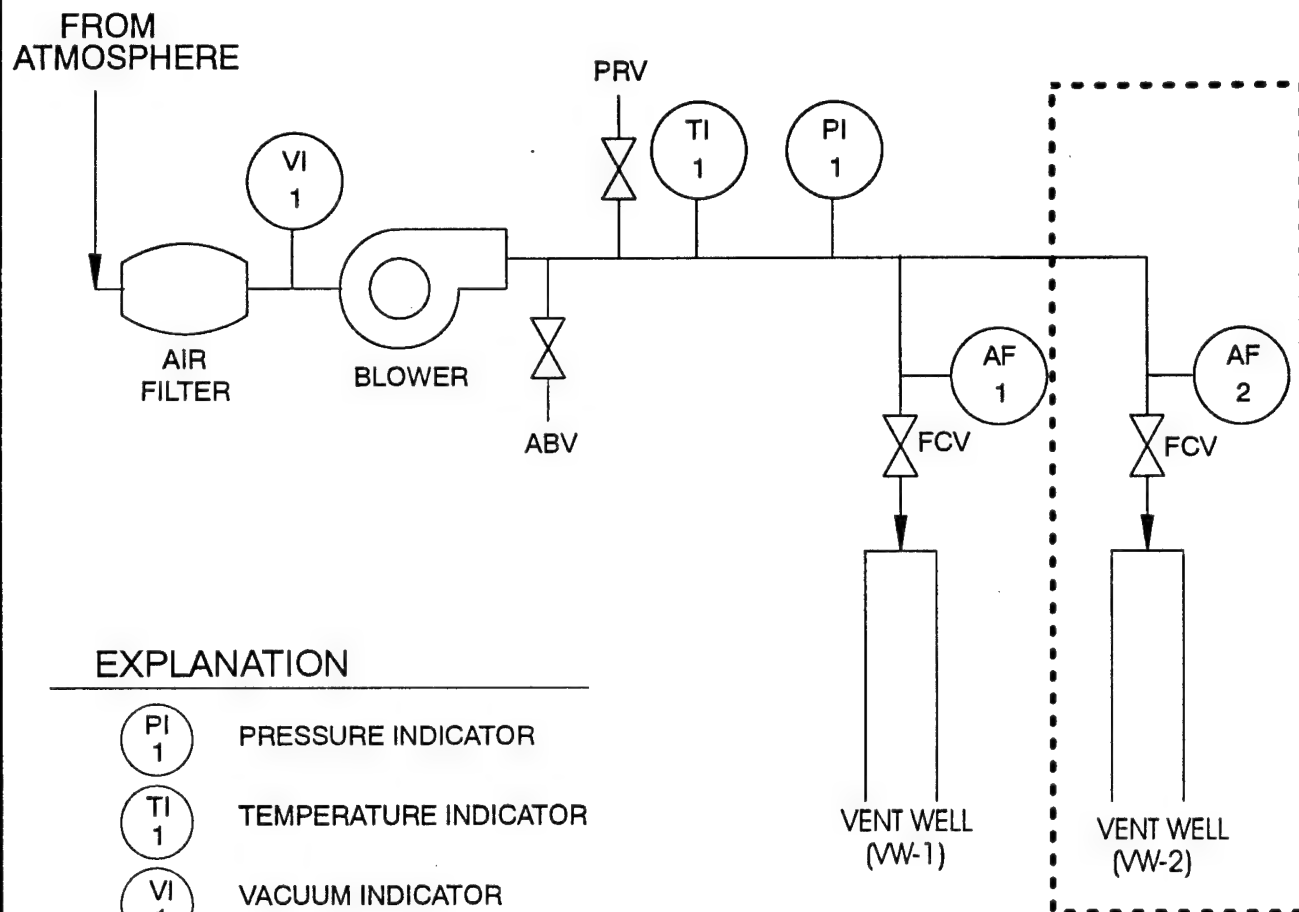 FROM
ATMOSPHERE
VI
1
AIR
FILTER
BLOWER
ABV
PRV
TI
1
PI
1
AF
1
FCV
VENT WELL
(VW-1)
AF
2
FCV
VENT WELL
(VW-2)
EXPLANATION
PI
1
PRESSURE INDICATOR
TI
1
TEMPERATURE INDICATOR
VI
VACUUM INDICATOR